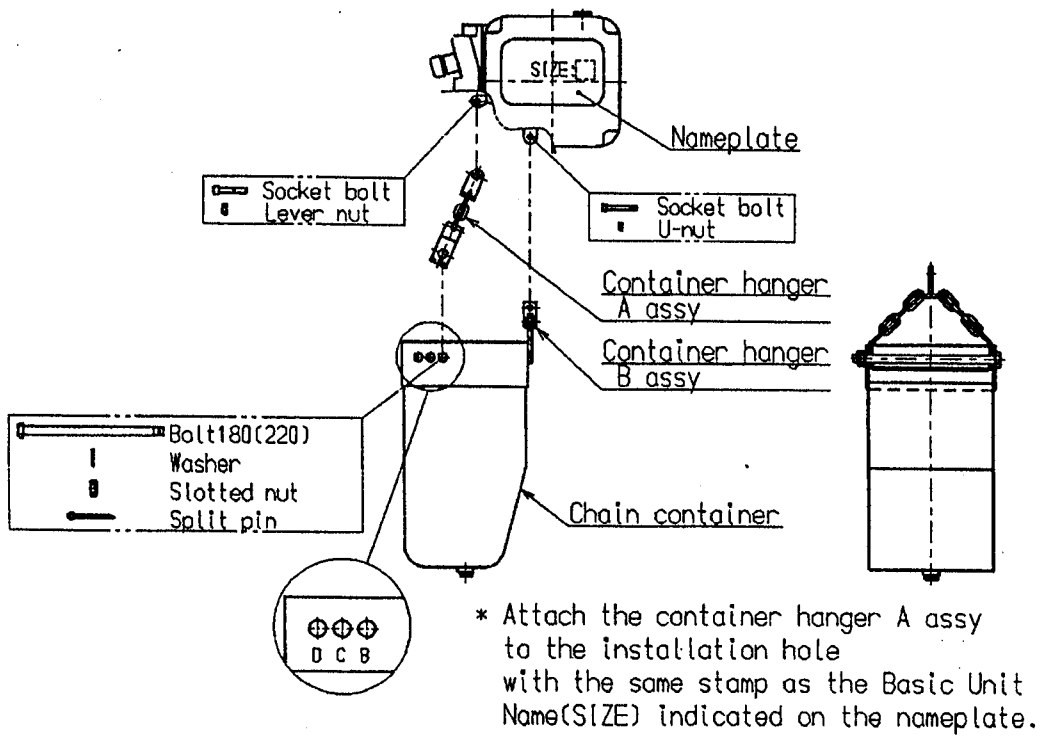 SIZE:
Nameplate
Socket bolt
Lever nut
Socket bolt
U-nut
Container hanger
A assy
Container hanger
B assy
Bolt180(220)
Washer
Slotted nut
Split pin
Chain container
D C B
* Attach the container hanger A assy
to the installation hole
with the same stamp as the Basic Unit
Name(SIZE) indicated on the nameplate.